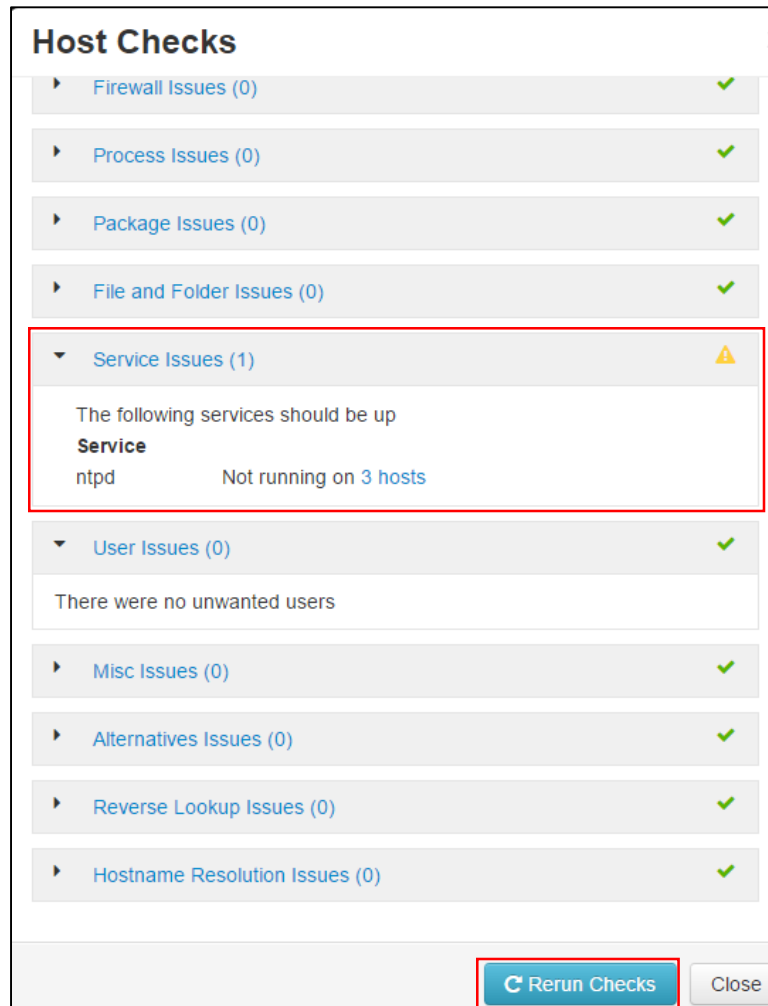 Host Checks
Firewall Issues (0)
Process Issues (0)
Package Issues (0)
File and Folder Issues (0)
Service Issues (1)
The following services should be up
Service
ntpd Not running on 3 hosts
User Issues (0)
There were no unwanted users
Misc Issues (0)
Alternatives Issues (0)
Reverse Lookup Issues (0)
Hostname Resolution Issues (0)
Rerun Checks Close